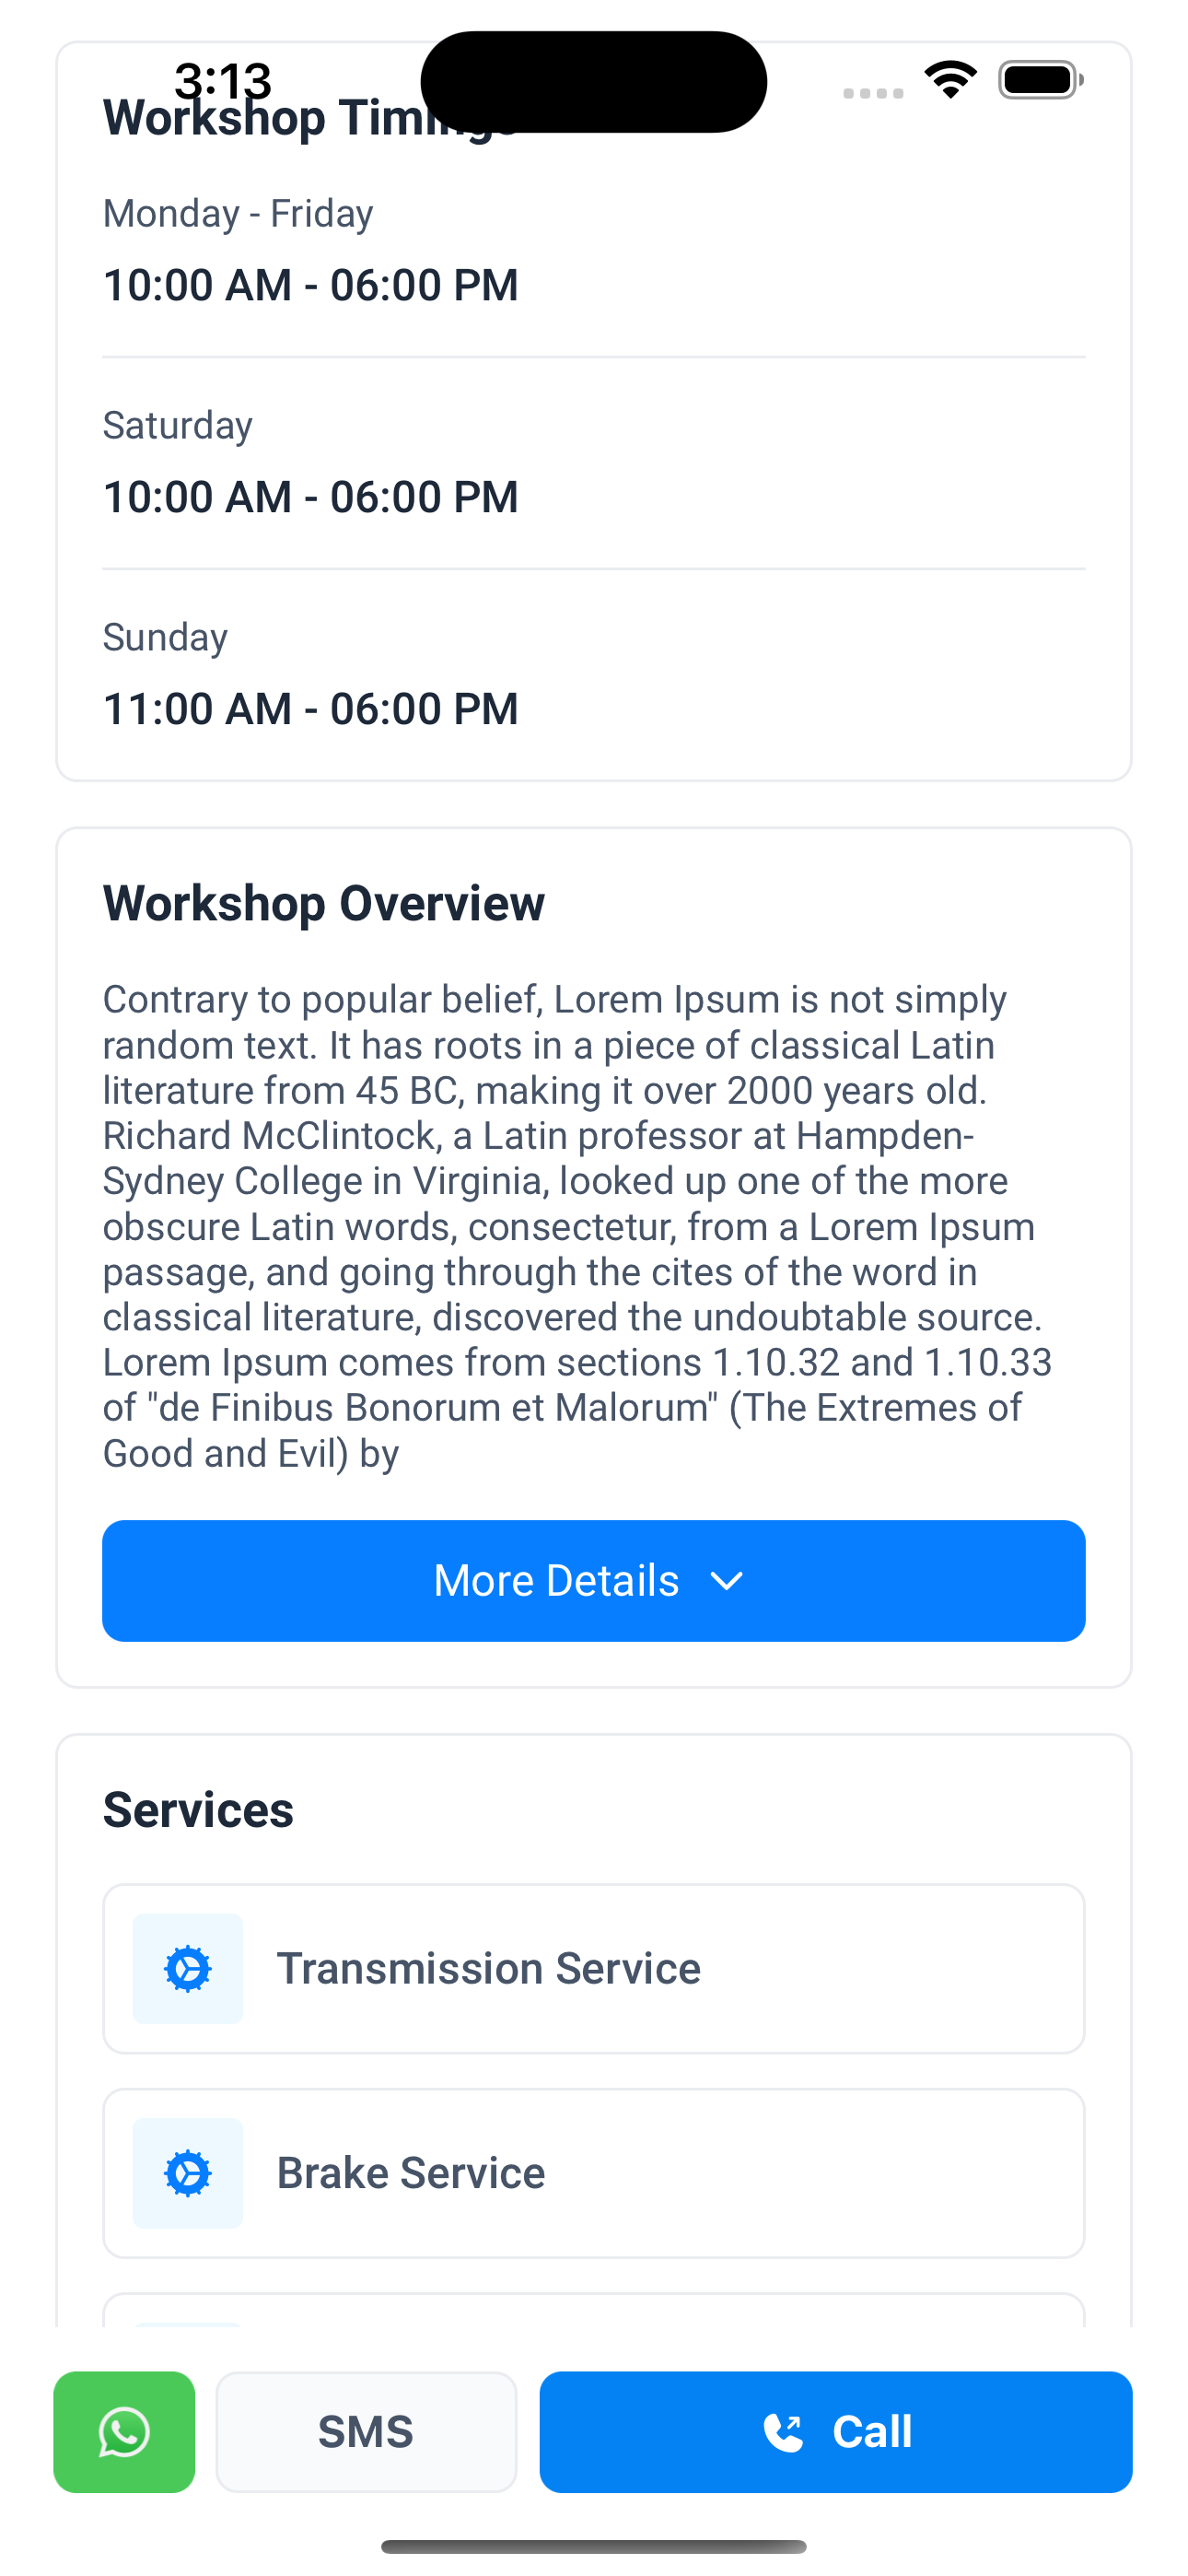 3:13
Workshop Timings
Monday - Friday
10:00 AM - 06:00 PM
Saturday
10:00 AM - 06:00 PM
Sunday
11:00 AM - 06:00 PM
Workshop Overview
Contrary to popular belief, Lorem Ipsum is not simply
random text. It has roots in a piece of classical Latin
literature from 45 BC, making it over 2000 years old.
Richard McClintock, a Latin professor at Hampden-
Sydney College in Virginia, looked up one of the more
obscure Latin words, consectetur, from a Lorem Ipsum
passage, and going through the cites of the word in
classical literature, discovered the undoubtable source.
Lorem Ipsum comes from sections 1.10.32 and 1.10.33
of "de Finibus Bonorum et Malorum" (The Extremes of
Good and Evil) by
More Details
Services
Transmission Service
Brake Service
SMS
Call